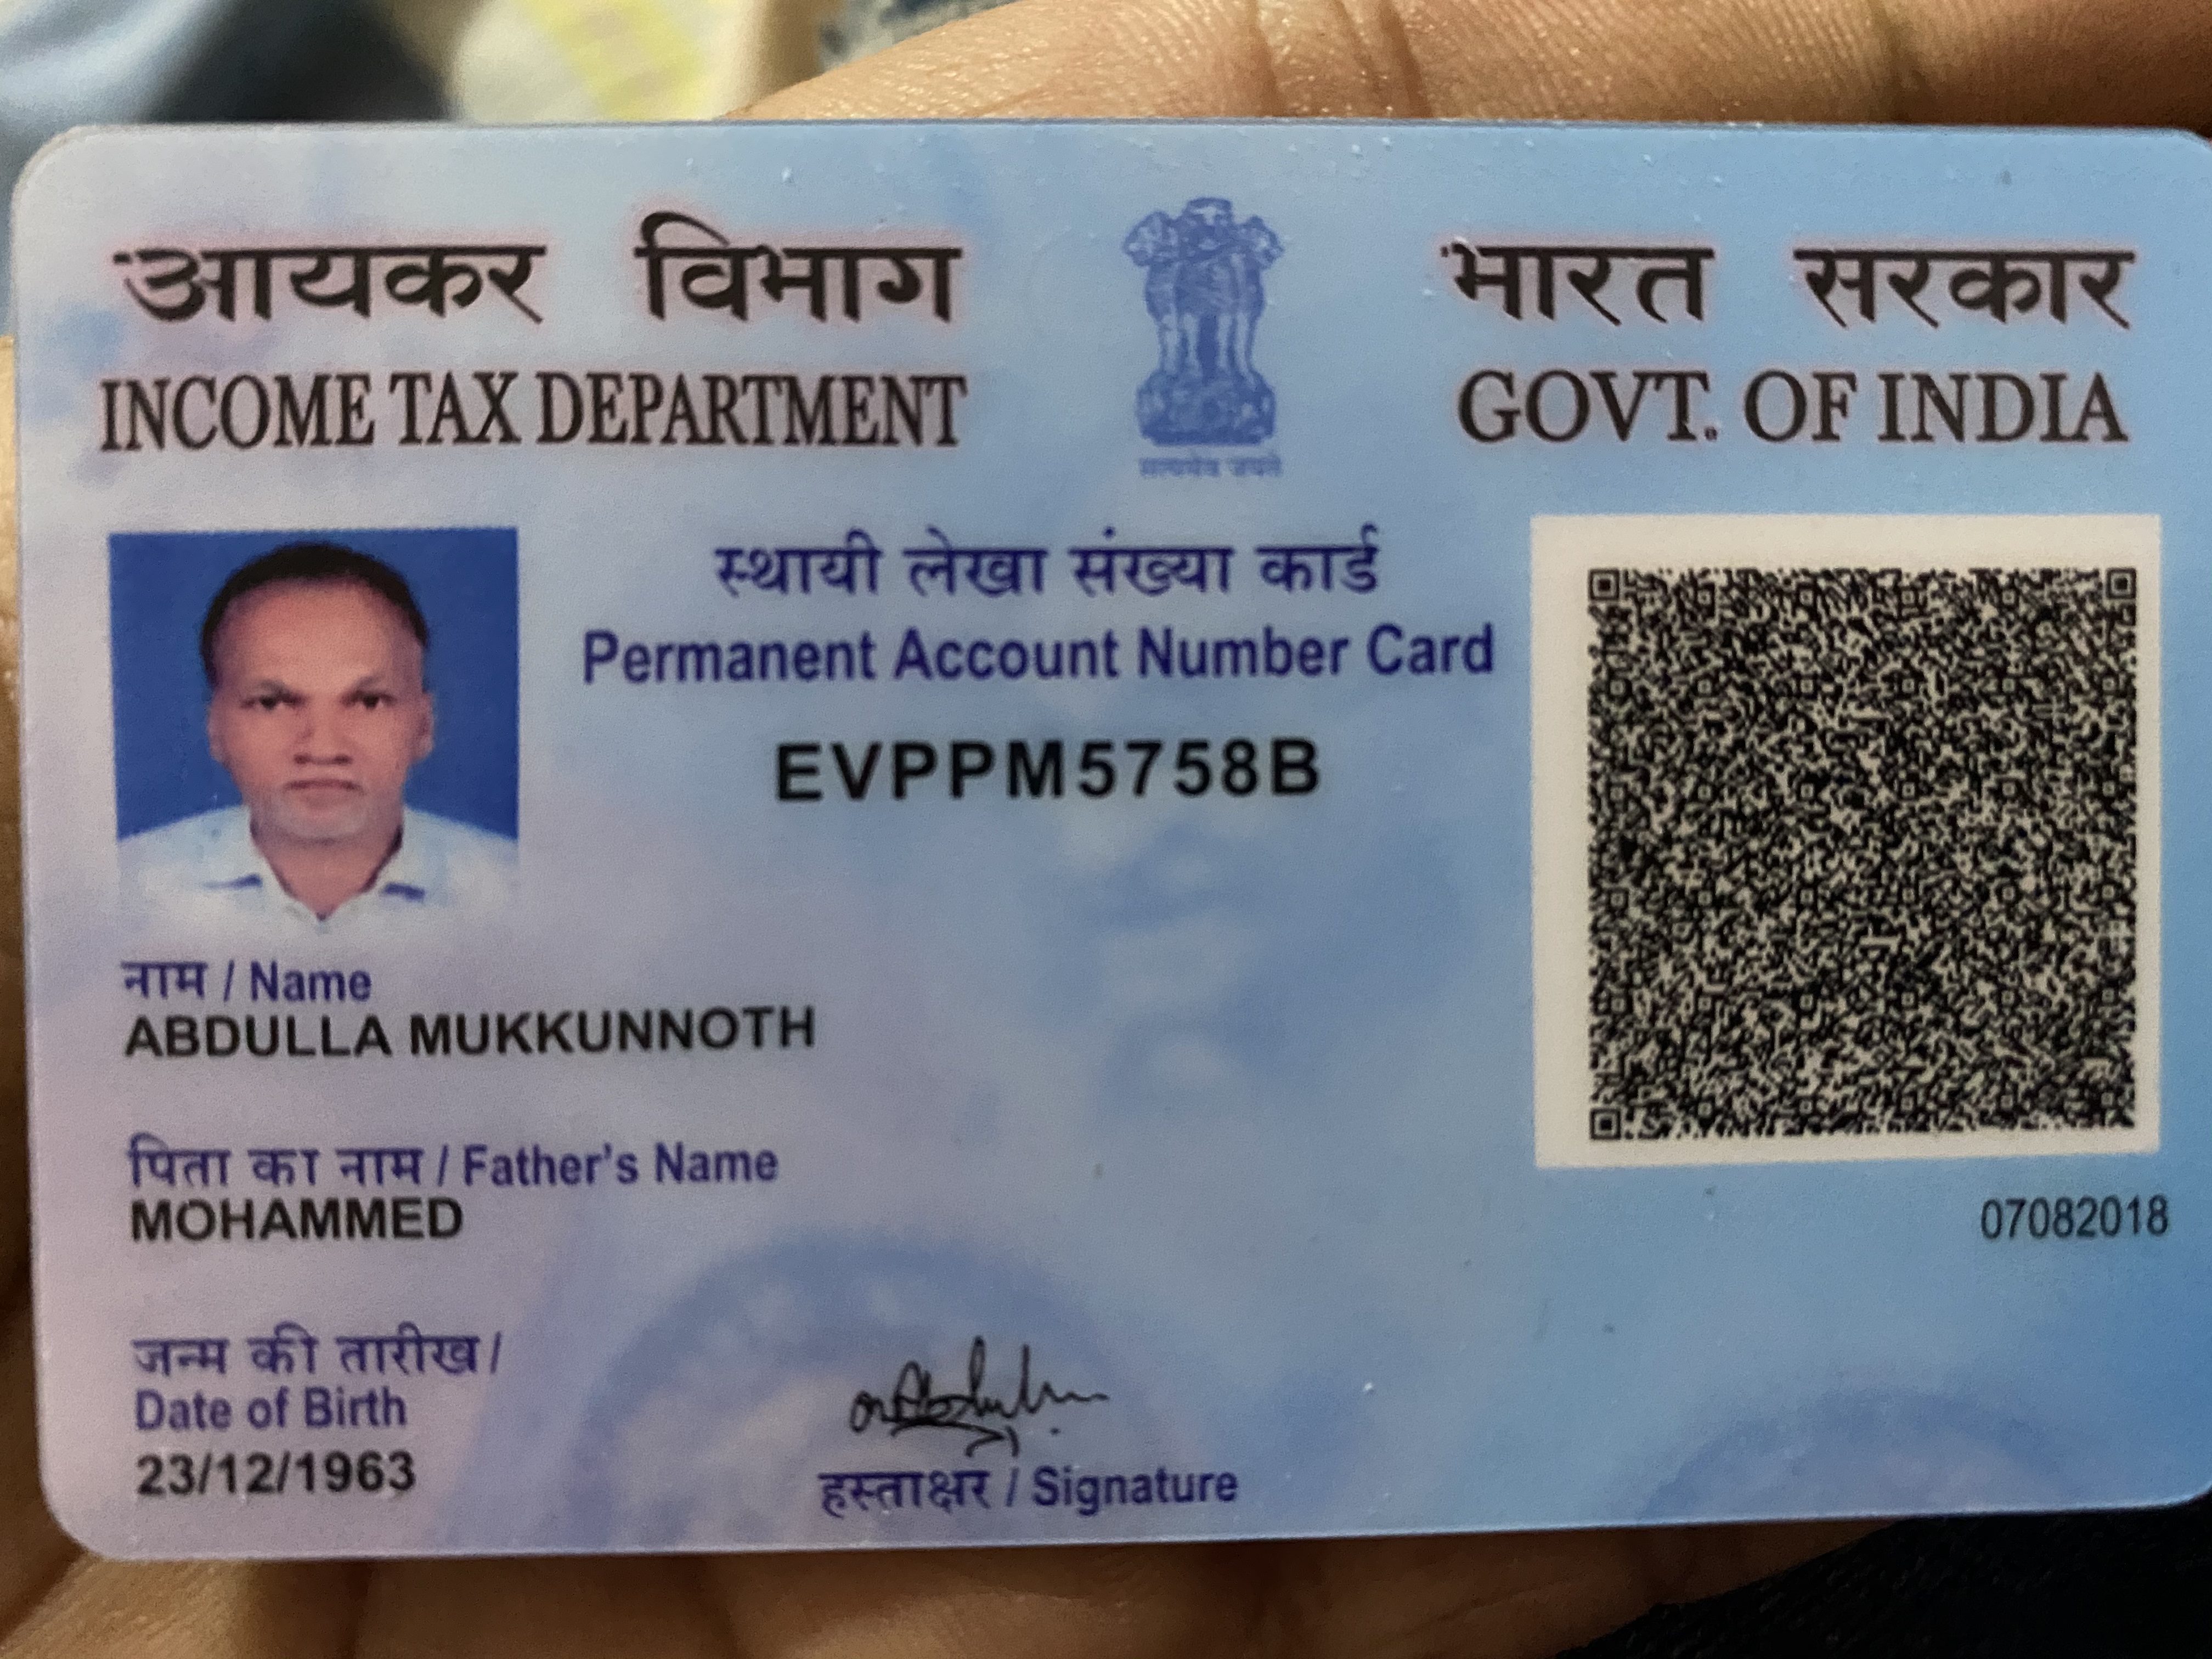 आयकर विभाग
INCOME TAX DEPARTMENT
भारत सरकार
GOVT. OF INDIA
स्थायी लेखा संख्या कार्ड
Permanent Account Number Card
EVPPM5758B
नाम / Name
ABDULLA MUKKUNNOTH
पिता का नाम / Father's Name
MOHAMMED
जन्म की तारीख /
Date of Birth
23/12/1963
हस्ताक्षर / Signature
07082018